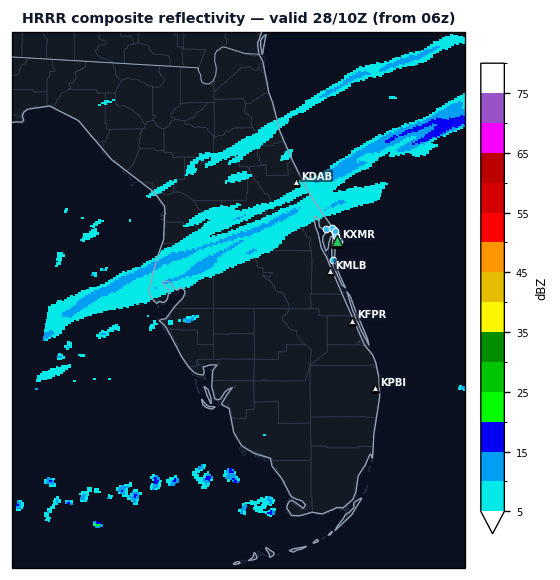 HRRR composite reflectivity — valid 28/10Z (from 06z)
KDAB
KXMR
KMLB
KFPR
KPBI
75
65
55
45
35
25
15
5
dBZ